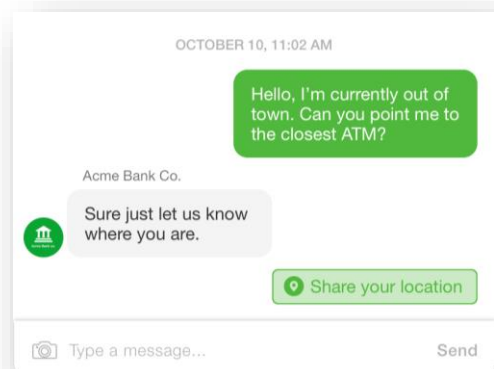 OCTOBER 10, 11:02 AM
Hello, I'm currently out of
town. Can you point me to
the closest ATM?
Acme Bank Co.
Sure just let us know
where you are.
Share your location
Type a message...
Send